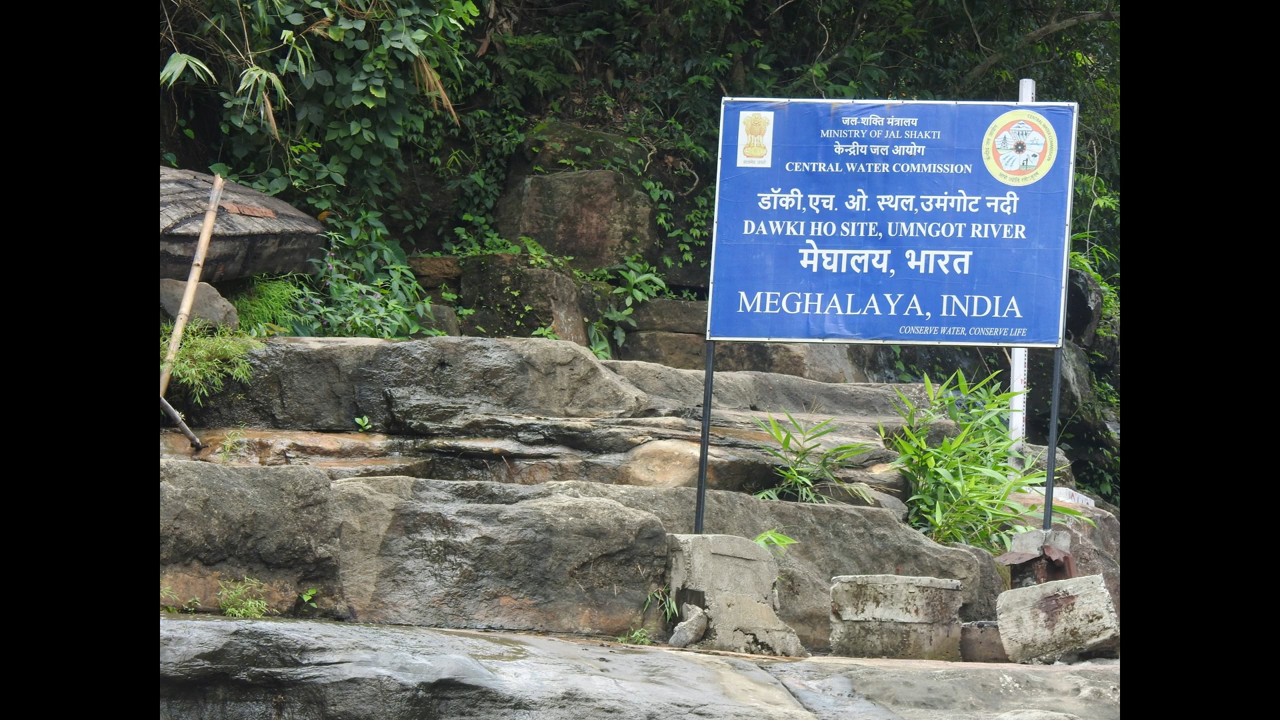 जल-शक्ति मंत्रालय
MINISTRY OF JAL SHAKTI
केन्द्रीय जल आयोग
CENTRAL WATER COMMISSION
डॉकी,एच. ओ. स्थल,उमंगोट नदी
DAWKI HO SITE, UMNGOT RIVER
मेघालय, भारत
MEGHALAYA, INDIA
CONSERVE WATER, CONSERVE LIFE